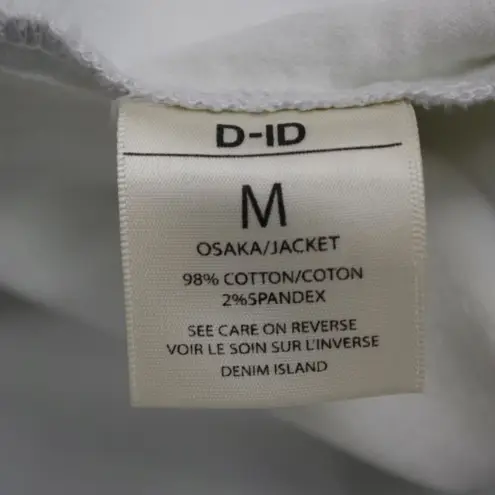 D-ID
M
OSAKA/JACKET
98% COTTON/COTON
2%SPANDEX
SEE CARE ON REVERSE
VOIR LE SOIN SUR L'INVERSE
DENIM ISLAND